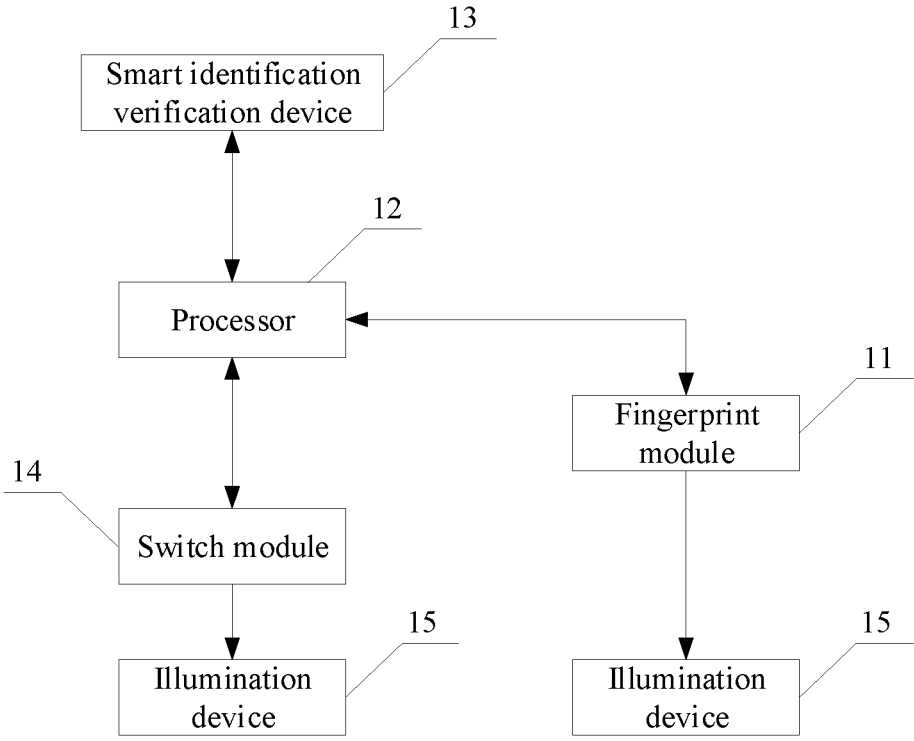 13
Smart identification
verification device
12
Processor
11
Fingerprint
module
14
Switch module
15
Illumination
device
15
Illumination
device